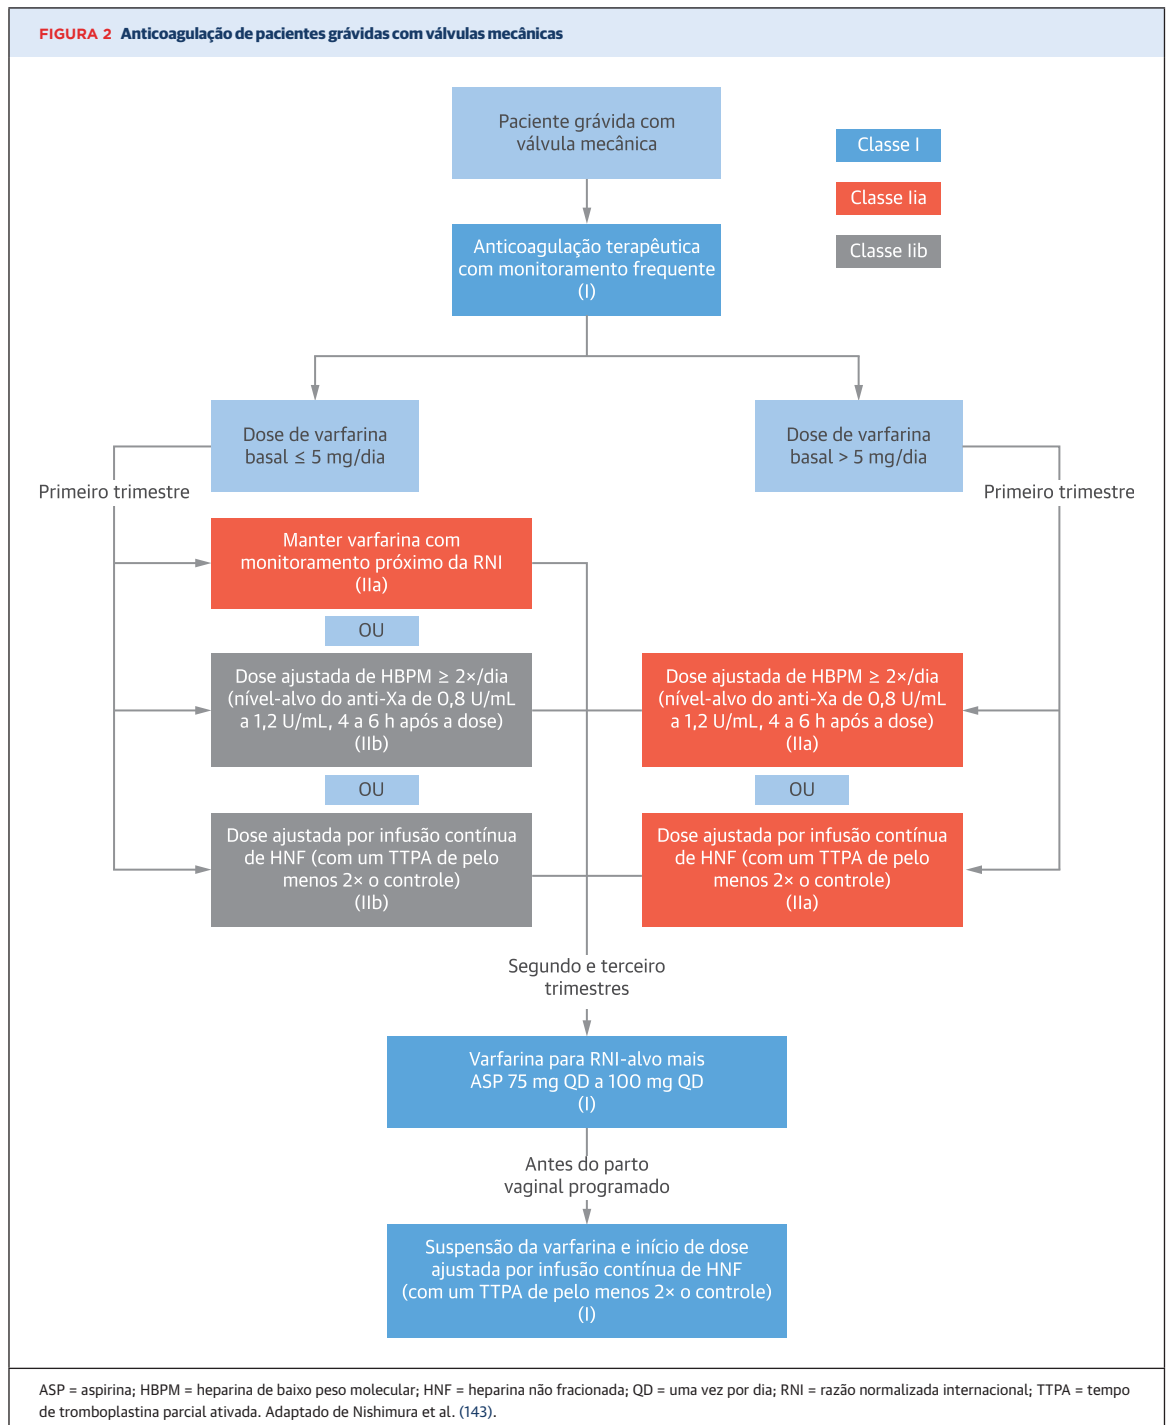 FIGURA 2 Anticoagulação de pacientes grávidas com válvulas mecânicas
Paciente grávida com
válvula mecânica
Classe I
Classe Iia
Classe Iib
Anticoagulação terapêutica
com monitoramento frequente
(I)
Dose de varfarina
basal ≤ 5 mg/dia
Dose de varfarina
basal > 5 mg/dia
Primeiro trimestre
Primeiro trimestre
Manter varfarina com
monitoramento próximo da RNI
(IIa)
OU
Dose ajustada de HBPM ≥ 2×/dia
(nível-alvo do anti-Xa de 0,8 U/mL
a 1,2 U/mL, 4 a 6 h após a dose)
(IIb)
Dose ajustada de HBPM ≥ 2×/dia
(nível-alvo do anti-Xa de 0,8 U/mL
a 1,2 U/mL, 4 a 6 h após a dose)
(IIa)
OU
OU
Dose ajustada por infusão contínua
de HNF (com um TTPA de pelo
menos 2× o controle)
(IIb)
Dose ajustada por infusão contínua
de HNF (com um TTPA de pelo
menos 2× o controle)
(IIa)
Segundo e terceiro
trimestres
Varfarina para RNI-alvo mais
ASP 75 mg QD a 100 mg QD
(I)
Antes do parto
vaginal programado
Suspensão da varfarina e início de dose
ajustada por infusão contínua de HNF
(com um TTPA de pelo menos 2× o controle)
(I)
ASP = aspirina; HBPM = heparina de baixo peso molecular; HNF = heparina não fracionada; QD = uma vez por dia; RNI = razão normalizada internacional; TTPA = tempo
de tromboplastina parcial ativada. Adaptado de Nishimura et al. (143).